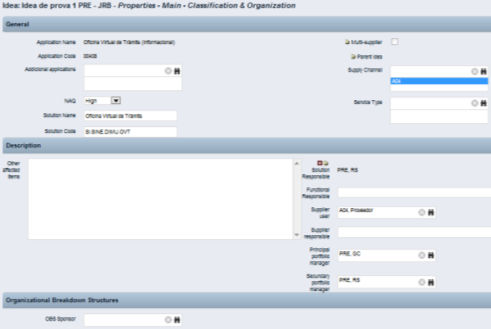 Idea: Idea de prova 1 PRE - JRB - Properties - Main - Classification & Organization
General
Application Name Oficina Virtual de Tràmits (Informacional)
Multi-supplier
Application Code
Parent Idea
Additional applications
Supply Channel
ADI
NAQ High
Service Type
Solution Name Oficina Virtual de Tràmits
Solution Code SI.SINE.DIMU.OVT
Description
Other affected items
Solution Responsible PRE, RS
Functional Responsible
Supplier user ADI, Proveedor
Supplier responsible
Principal portfolio manager PRE, GC
Secundary portfolio manager PRE, RS
Organizational Breakdown Structures
OBS Sponsor